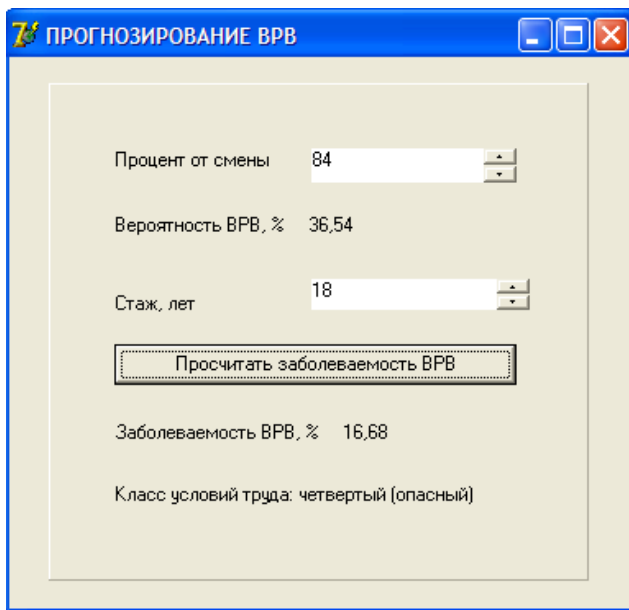 ПРОГНОЗИРОВАНИЕ ВРВ
Процент от смены 84
Вероятность ВРВ, % 36,54
Стаж, лет 18
Просчитать заболеваемость ВРВ
Заболеваемость ВРВ, % 16,68
Класс условий труда: четвертый (опасный)